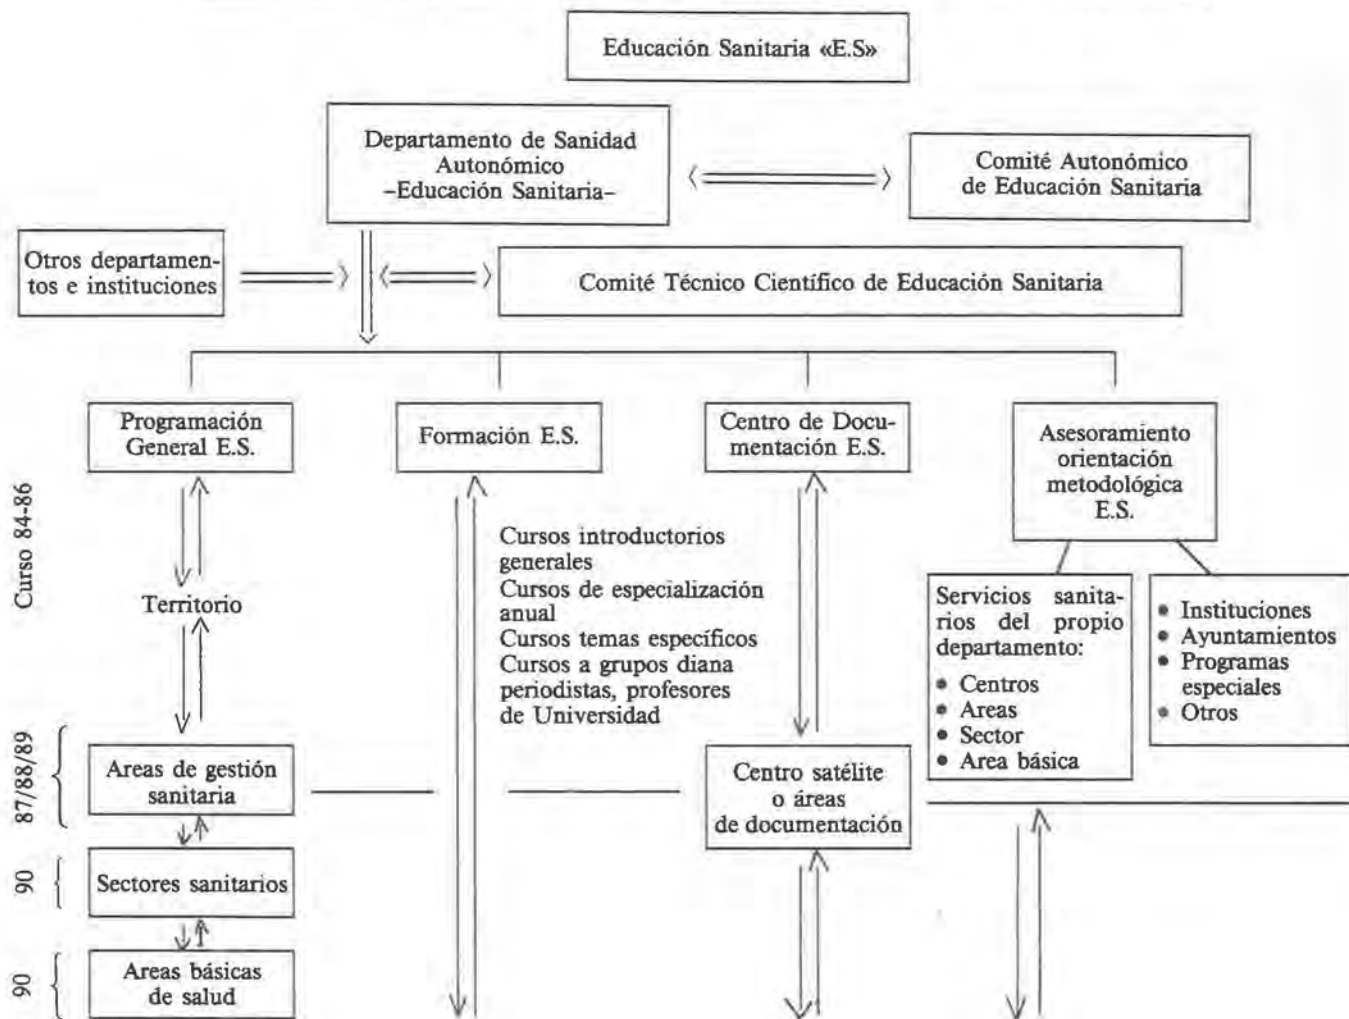 Educación Sanitaria «E.S»
Departamento de Sanidad
Autonómico
–Educación Sanitaria–
Comité Autonómico
de Educación Sanitaria
Otros departamen-
tos e instituciones
Comité Técnico Científico de Educación Sanitaria
Programación
General E.S.
Formación E.S.
Centro de Docu-
mentación E.S.
Asesoramiento
orientación
metodológica
E.S.
Curso 84-86
Territorio
Cursos introductorios
generales
Cursos de especialización
anual
Cursos temas específicos
Cursos a grupos diana
periodistas, profesores
de Universidad
Servicios sanita-
rios del propio
departamento:
• Centros
• Areas
• Sector
• Area básica
• Instituciones
• Ayuntamientos
• Programas
especiales
• Otros
87/88/89
Areas de gestión
sanitaria
Centro satélite
o áreas
de documentación
90
Sectores sanitarios
90
Areas básicas
de salud